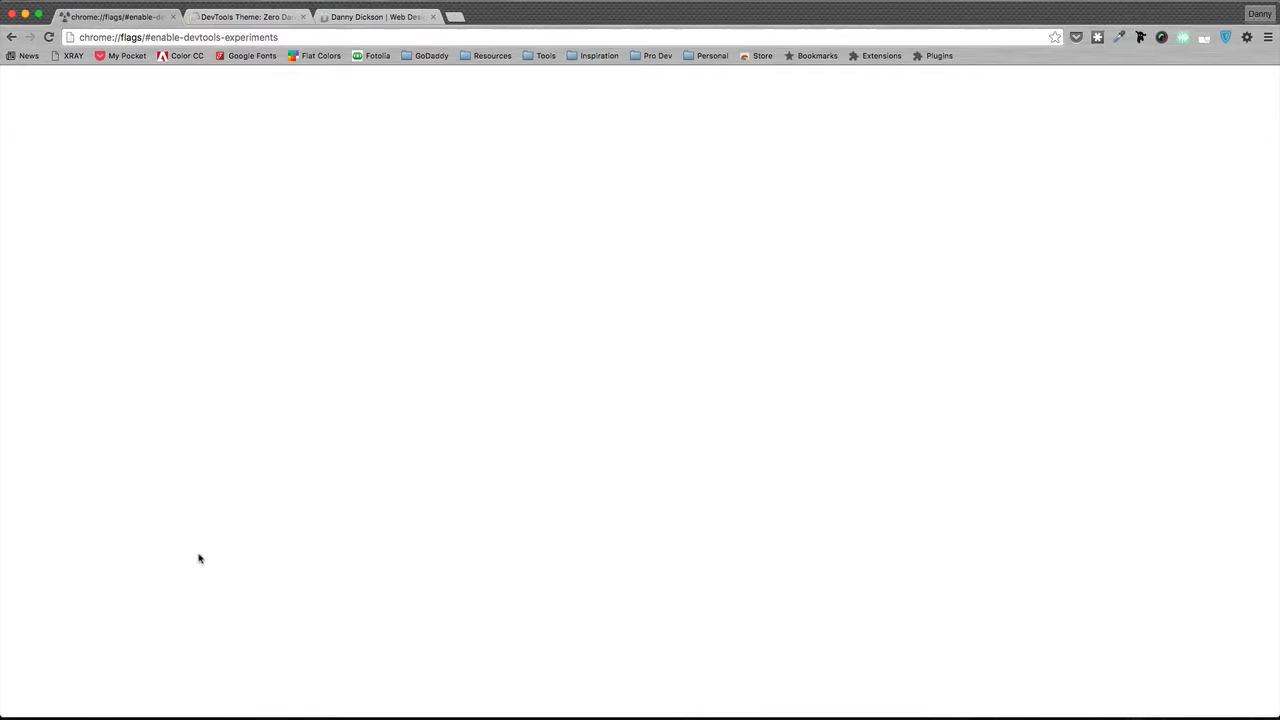 chrome://flags/#enable-de
DevTools Theme: Zero Da
Danny Dickson | Web Des
Danny
chrome://flags/#enable-devtools-experiments
News XRAY My Pocket Color CC Google Fonts Flat Colors Fotolia GoDaddy Resources Tools Inspiration Pro Dev Personal Store Bookmarks Extensions Plugins